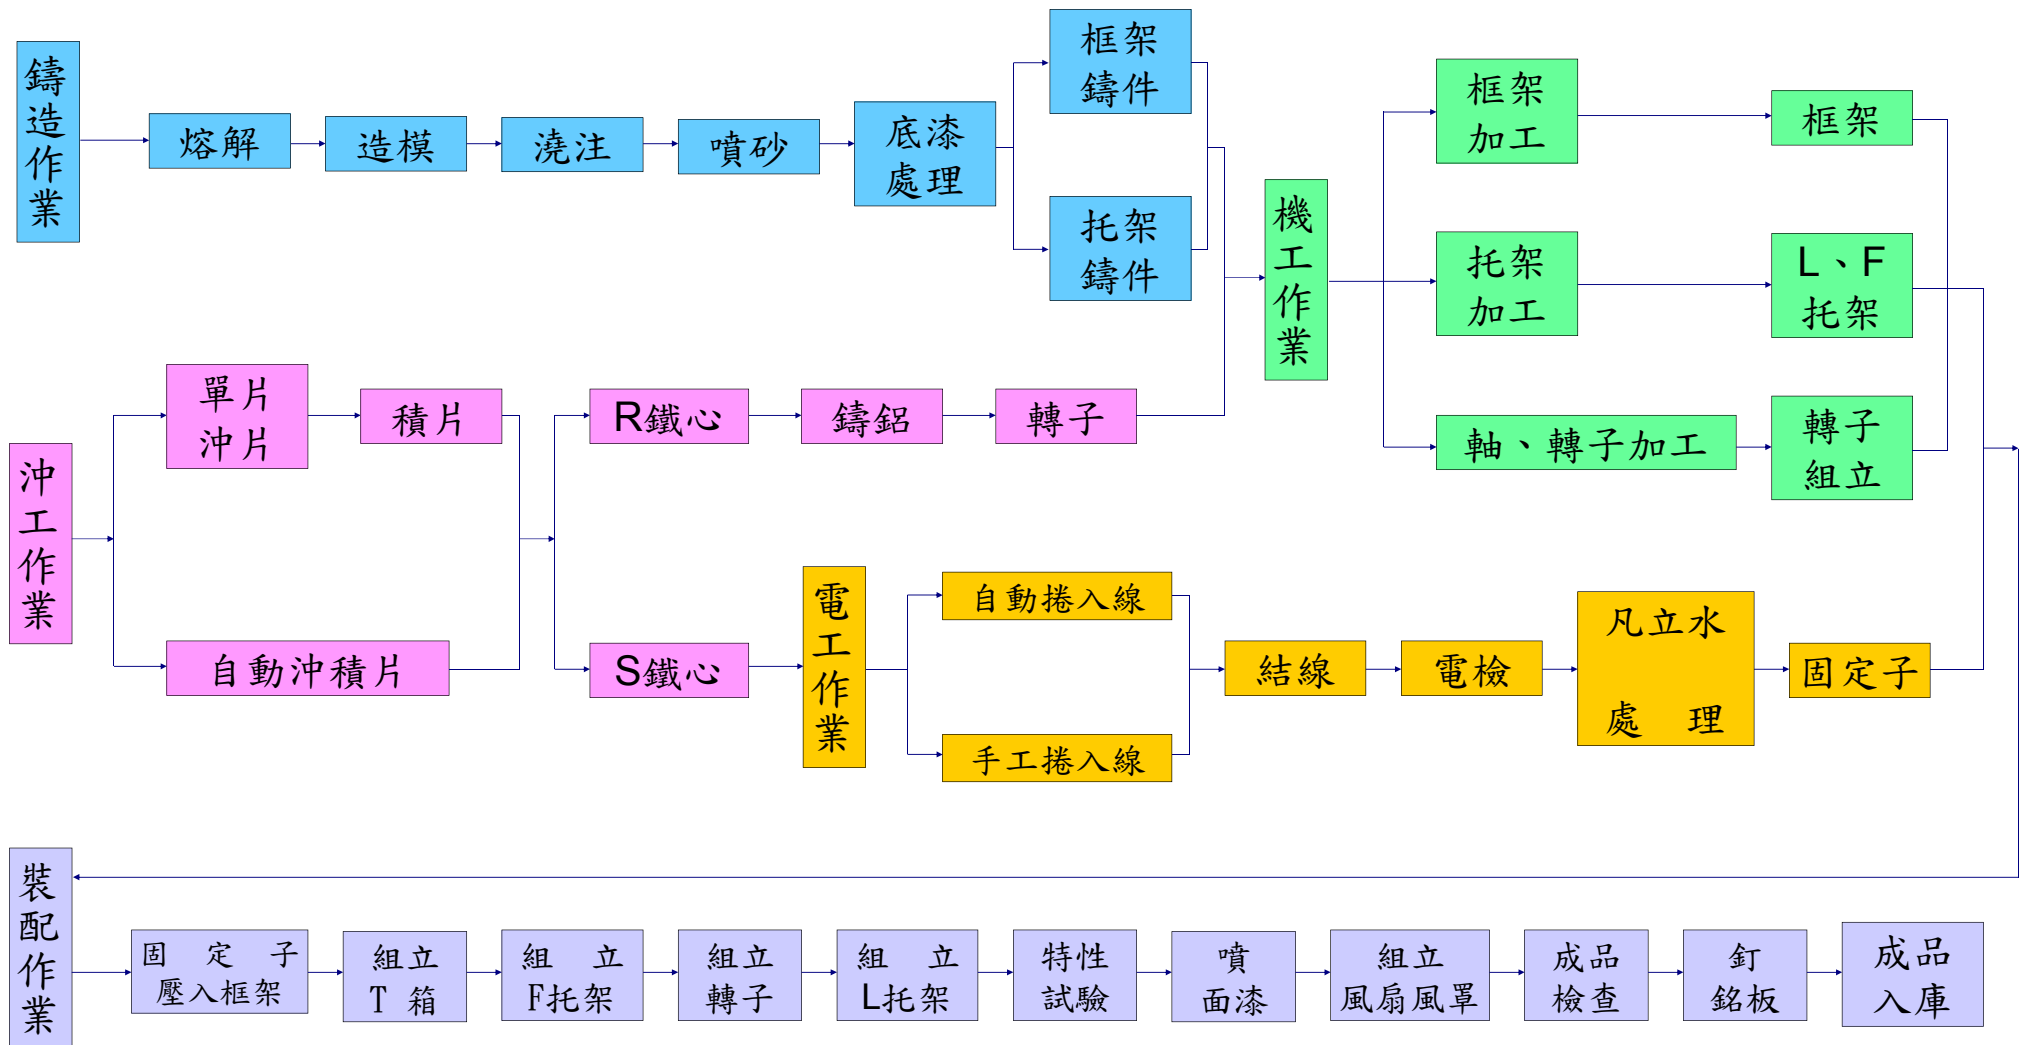 鑄造作業
熔解
造模
澆注
噴砂
底漆
處理
框架
鑄件
托架
鑄件
機工作業
框架
加工
框架
托架
加工
L、F
托架
軸、轉子加工
轉子
組立
沖工作業
單片
沖片
積片
自動沖積片
R鐵心
鑄鋁
轉子
S鐵心
電工作業
自動捲入線
手工捲入線
結線
電檢
凡立水
處 理
固定子
裝配作業
固 定 子
壓入框架
組立
T 箱
組 立
F托架
組立
轉子
組 立
L托架
特性
試驗
噴
面漆
組立
風扇風罩
成品
檢查
釘
銘板
成品
入庫